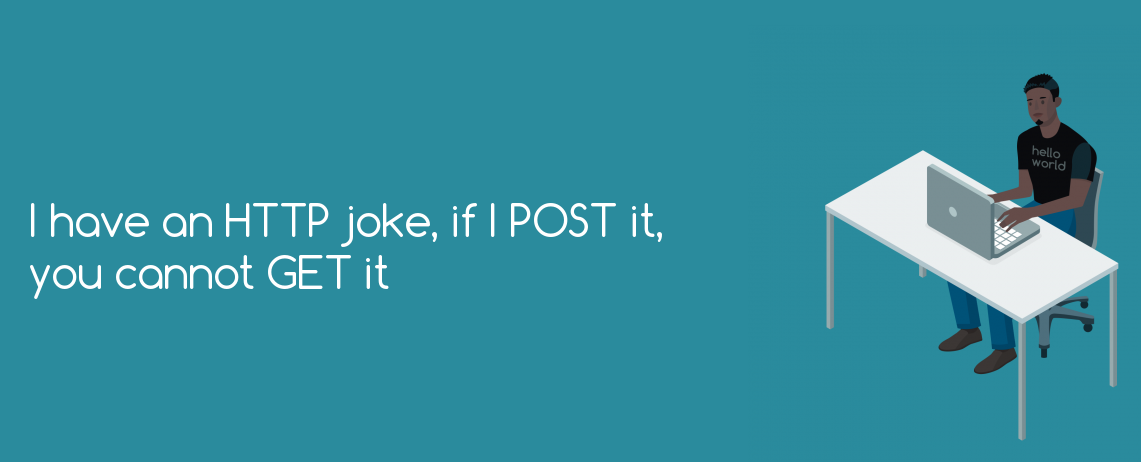 I have an HTTP joke, if I POST it,
you cannot GET it
hello
world